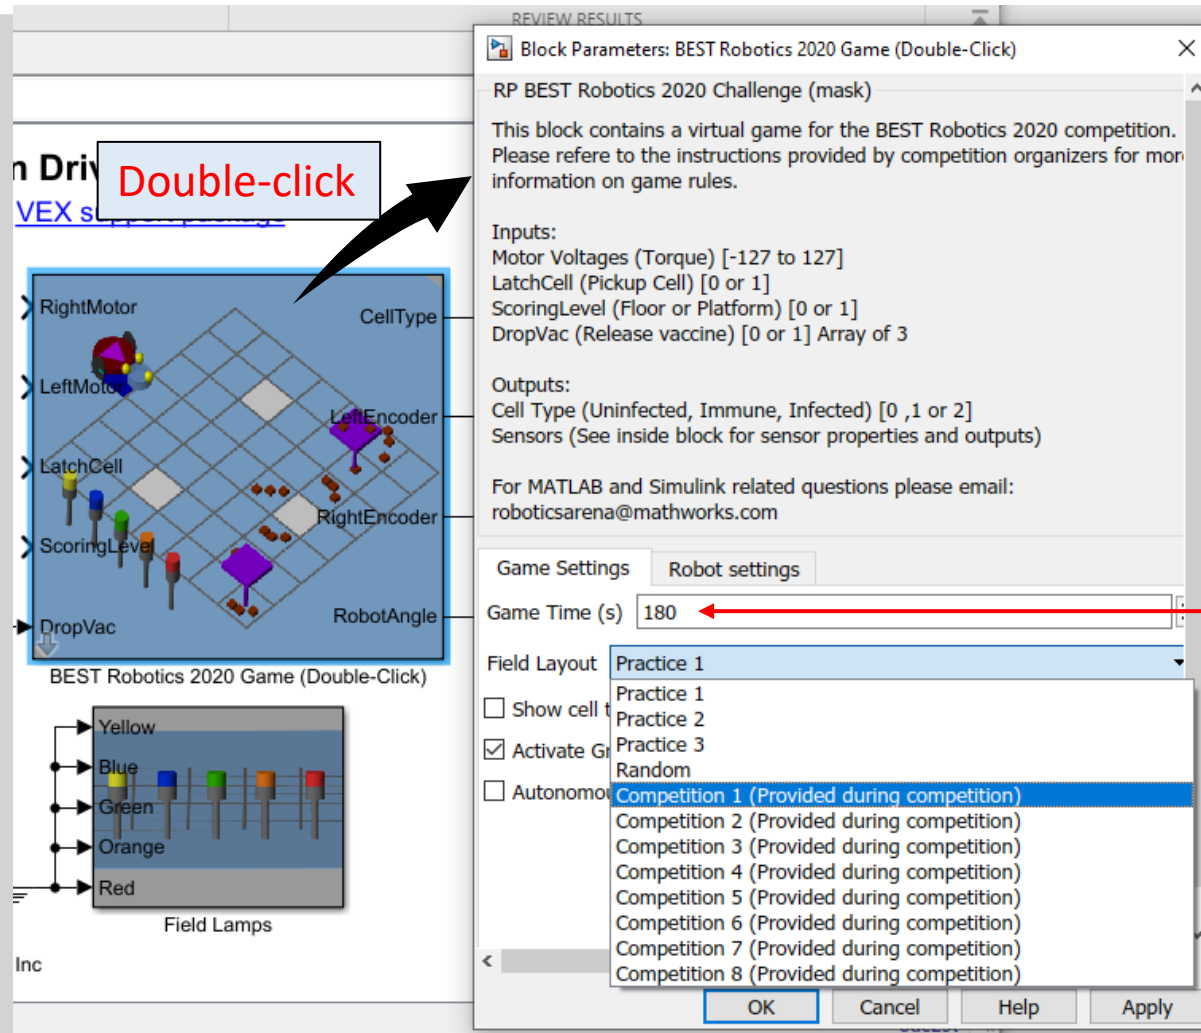 REVIEW RESULTS
Block Parameters: BEST Robotics 2020 Game (Double-Click)
RP BEST Robotics 2020 Challenge (mask)
This block contains a virtual game for the BEST Robotics 2020 competition.
Please refere to the instructions provided by competition organizers for mor
information on game rules.
Inputs:
Motor Voltages (Torque) [-127 to 127]
LatchCell (Pickup Cell) [0 or 1]
ScoringLevel (Floor or Platform) [0 or 1]
DropVac (Release vaccine) [0 or 1] Array of 3
Outputs:
Cell Type (Uninfected, Immune, Infected) [0 ,1 or 2]
Sensors (See inside block for sensor properties and outputs)
For MATLAB and Simulink related questions please email:
roboticsarena@mathworks.com
Game Settings
Robot settings
Game Time (s) 180
Field Layout Practice 1
Practice 1
Show cell t
Practice 2
Activate Gr
Practice 3
Random
Autonomou
Competition 1 (Provided during competition)
Competition 2 (Provided during competition)
Competition 3 (Provided during competition)
Competition 4 (Provided during competition)
Competition 5 (Provided during competition)
Competition 6 (Provided during competition)
Competition 7 (Provided during competition)
Competition 8 (Provided during competition)
OK
Cancel
Help
Apply
n Driv
Double-click
VEX support package
RightMotor
CellType
LeftMotor
LeftEncoder
LatchCell
RightEncoder
ScoringLevel
RobotAngle
DropVac
BEST Robotics 2020 Game (Double-Click)
Yellow
Blue
Green
Orange
Red
Field Lamps
Inc